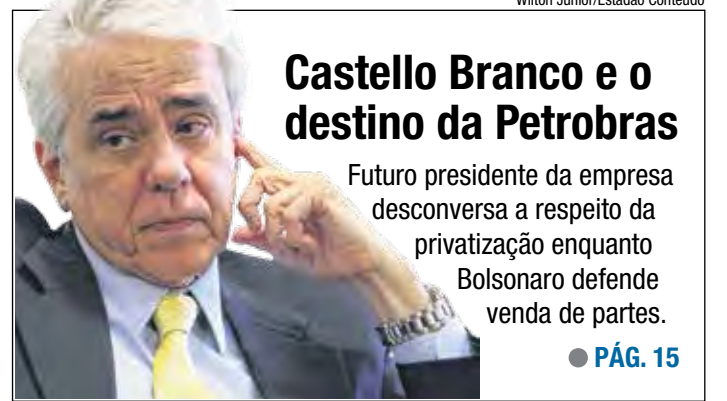 Wilton Junior/Estadão Conteúdo
Castello Branco e o
destino da Petrobras
Futuro presidente da empresa
desconversa a respeito da
privatização enquanto
Bolsonaro defende
venda de partes.
● PÁG. 15